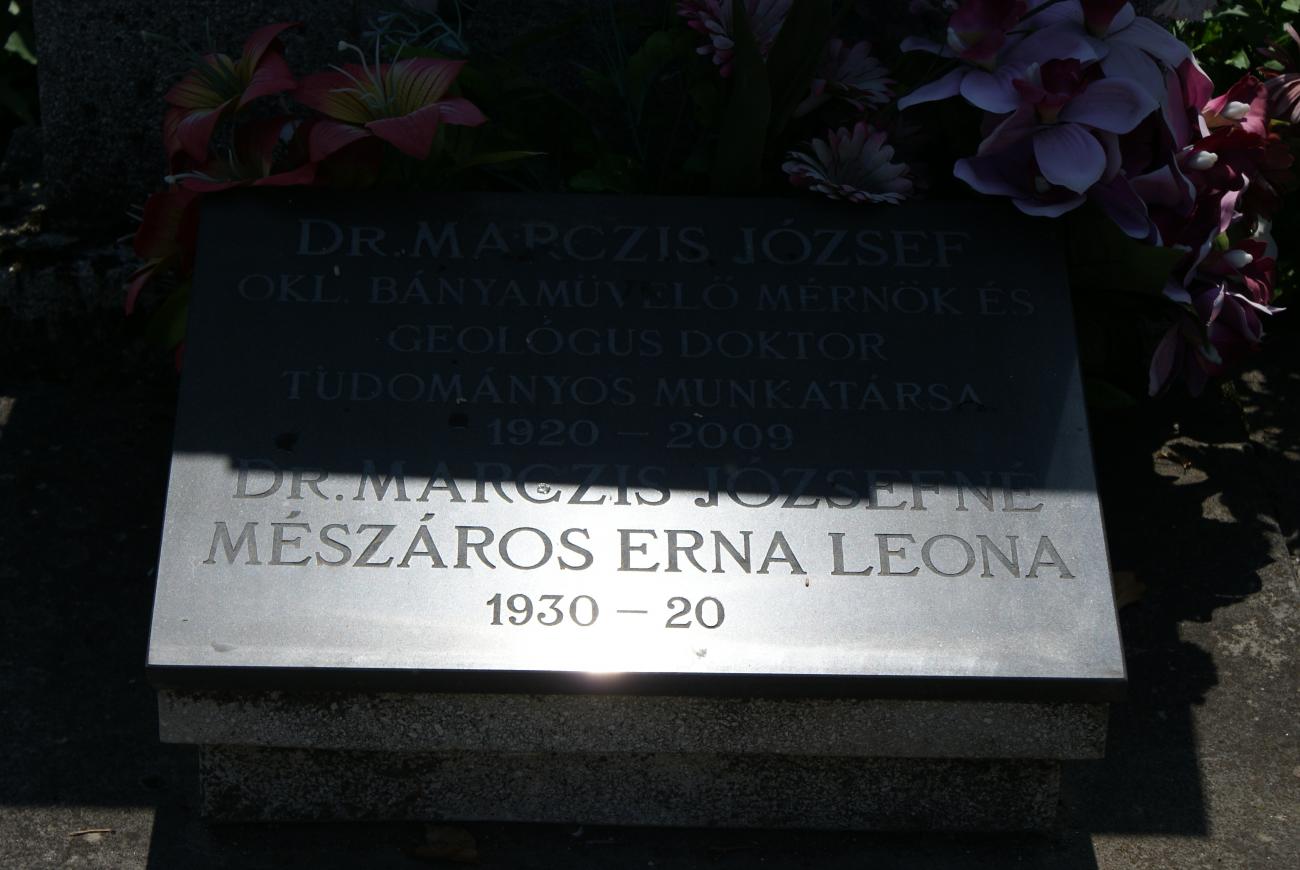 DR. MARCZIS JÓZSEF
OKL. BÁNYAMŰVELŐ MÉRNÖK ÉS
GEOLÓGUS DOKTOR
TUDOMÁNYOS MUNKATÁRSA
1920 – 2009
DR. MARCZIS JÓZSEFNÉ
MÉSZÁROS ERNA LEONA
1930 – 20